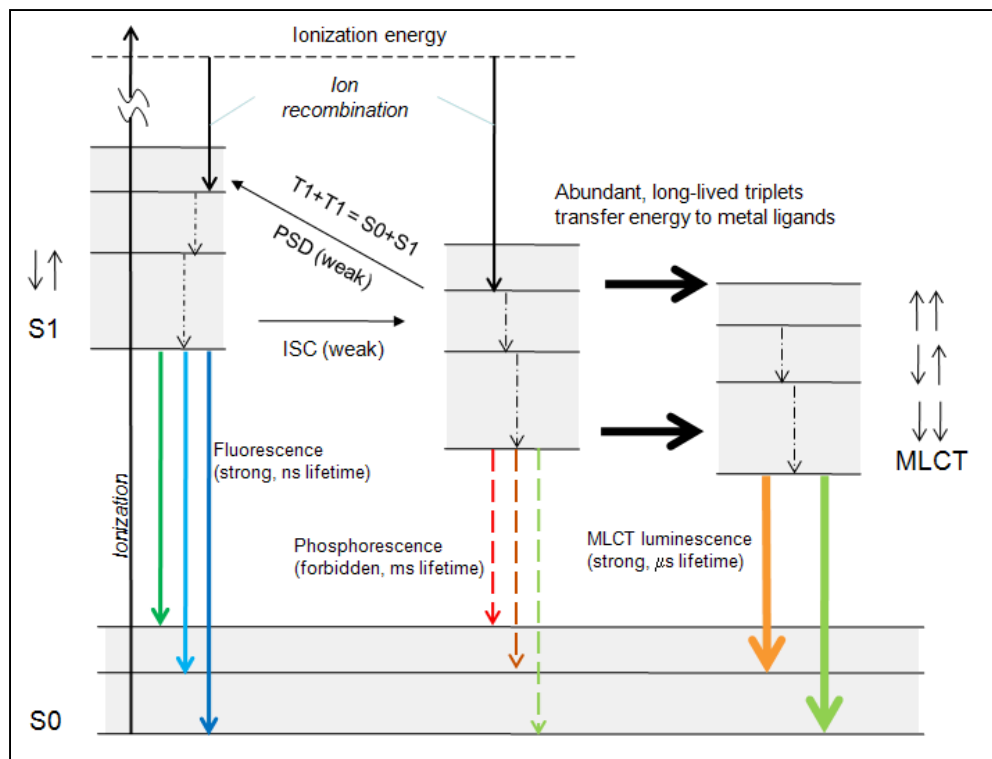 Ionization energy
Ion
recombination
T1+T1 = S0+S1
PSD (weak)
Abundant, long-lived triplets
transfer energy to metal ligands
↓↑
S1
ISC (weak)
↑↑
↓↑
↓↓
MLCT
Fluorescence
(strong, ns lifetime)
Ionization
Phosphorescence
(forbidden, ms lifetime)
MLCT luminescence
(strong, μs lifetime)
S0